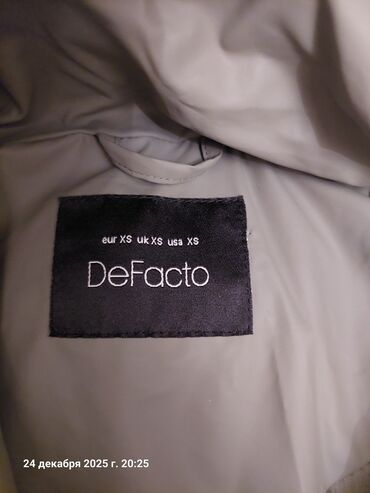 eur XS uk XS usa XS
DeFacto
24 декабря 2025 г. 20:25